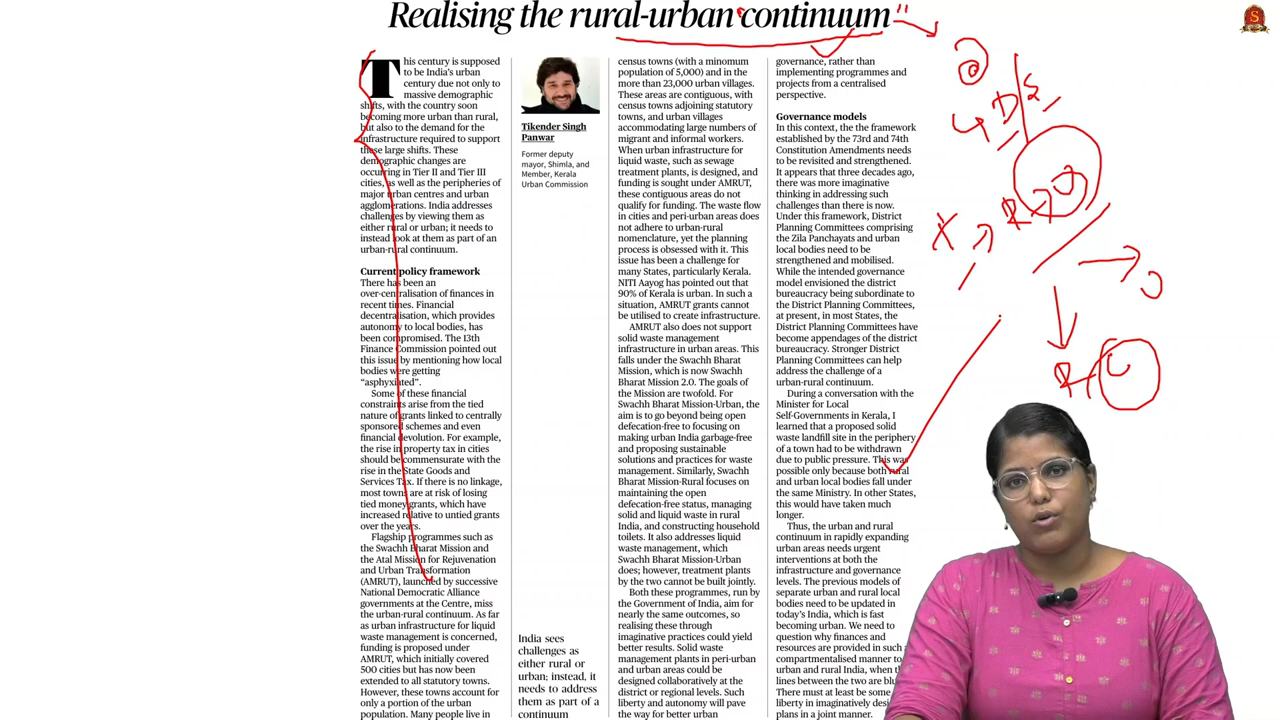 Realising the rural-urban continuum
This century is supposed
to be India's urban
century due not only to
massive demographic
shifts, with the country soon
becoming more urban than rural,
but also to the demand for the
infrastructure required to support
these large shifts. These
demographic changes are
occurring in Tier II and Tier III
cities, as well as the peripheries of
major urban centres and urban
agglomerations. India addresses
challenges by viewing them as
either rural or urban; it needs to
instead look at them as part of an
urban-rural continuum.
Current policy framework
There has been an
over-centralisation of finances in
recent times. Financial
decentralisation, which provides
autonomy to local bodies, has
been compromised. The 13th
Finance Commission pointed out
this issue by mentioning how local
bodies were getting
“asphyxiated”.
Some of these financial
constraints arise from the tied
nature of grants linked to centrally
sponsored schemes and even
financial devolution. For example,
the rise in property tax in cities
should be commensurate with the
rise in the State Goods and
Services Tax. If there is no linkage,
most towns are at risk of losing
tied money grants, which have
increased relative to untied grants
over the years.
Flagship programmes such as
the Swachh Bharat Mission and
the Atal Mission for Rejuvenation
and Urban Transformation
(AMRUT), launched by successive
National Democratic Alliance
governments at the Centre, miss
the urban-rural continuum. As far
as urban infrastructure for liquid
waste management is concerned,
funding is proposed under
AMRUT, which initially covered
500 cities but has now been
extended to all statutory towns.
However, these towns account for
only a portion of the urban
population. Many people live in
Tikender Singh
Panwar
Former deputy
mayor, Shimla, and
Member, Kerala
Urban Commission
India sees
challenges as
either rural or
urban; instead, it
needs to address
them as part of a
continuum
census towns (with a minomum
population of 5,000) and in the
more than 23,000 urban villages.
These areas are contiguous, with
census towns adjoining statutory
towns, and urban villages
accommodating large numbers of
migrant and informal workers.
When urban infrastructure for
liquid waste, such as sewage
treatment plants, is designed, and
funding is sought under AMRUT,
these contiguous areas do not
qualify for funding. The waste flow
in cities and peri-urban areas does
not adhere to urban-rural
nomenclature, yet the planning
process is obsessed with it. This
issue has been a challenge for
many States, particularly Kerala.
NITI Aayog has pointed out that
90% of Kerala is urban. In such a
situation, AMRUT grants cannot
be utilised to create infrastructure.
AMRUT also does not support
solid waste management
infrastructure in urban areas. This
falls under the Swachh Bharat
Mission, which is now Swachh
Bharat Mission 2.0. The goals of
the Mission are twofold. For
Swachh Bharat Mission-Urban, the
aim is to go beyond being open
defecation-free to focusing on
making urban India garbage-free
and proposing sustainable
solutions and practices for waste
management. Similarly, Swachh
Bharat Mission-Rural focuses on
maintaining the open
defecation-free status, managing
solid and liquid waste in rural
India, and constructing household
toilets. It also addresses liquid
waste management, which
Swachh Bharat Mission-Urban
does; however, treatment plants
by the two cannot be built jointly.
Both these programmes, run by
the Government of India, aim for
nearly the same outcomes, so
realising these through
imaginative practices could yield
better results. Solid waste
management plants in peri-urban
and urban areas could be
designed collaboratively at the
district or regional levels. Such
liberty and autonomy will pave
the way for better urban
governance, rather than
implementing programmes and
projects from a centralised
perspective.
Governance models
In this context, the the framework
established by the 73rd and 74th
Constitution Amendments needs
to be revisited and strengthened.
It appears that three decades ago,
there was more imaginative
thinking in addressing such
challenges than there is now.
Under this framework, District
Planning Committees comprising
the Zila Panchayats and urban
local bodies need to be
strengthened and mobilised.
While the intended governance
model envisioned the district
bureaucracy being subordinate to
the District Planning Committees,
at present, in most States, the
District Planning Committees have
become appendages of the district
bureaucracy. Stronger District
Planning Committees can help
address the challenge of a
urban-rural continuum.
During a conversation with the
Minister for Local
Self-Governments in Kerala, I
learned that a proposed solid
waste landfill site in the periphery
of a town had to be withdrawn
due to public pressure. This was
possible only because both rural
and urban local bodies fall under
the same Ministry. In other States,
this would have taken much
longer.
Thus, the urban and rural
continuum in rapidly expanding
urban areas needs urgent
interventions at both the
infrastructure and governance
levels. The previous models of
separate urban and rural local
bodies need to be updated in
today's India, which is fast
becoming urban. We need to
question why finances and
resources are provided in such a
compartmentalised manner to
urban and rural India, when the
lines between the two are
There must at least be some
liberty in imaginatively
plans in a joint manner.